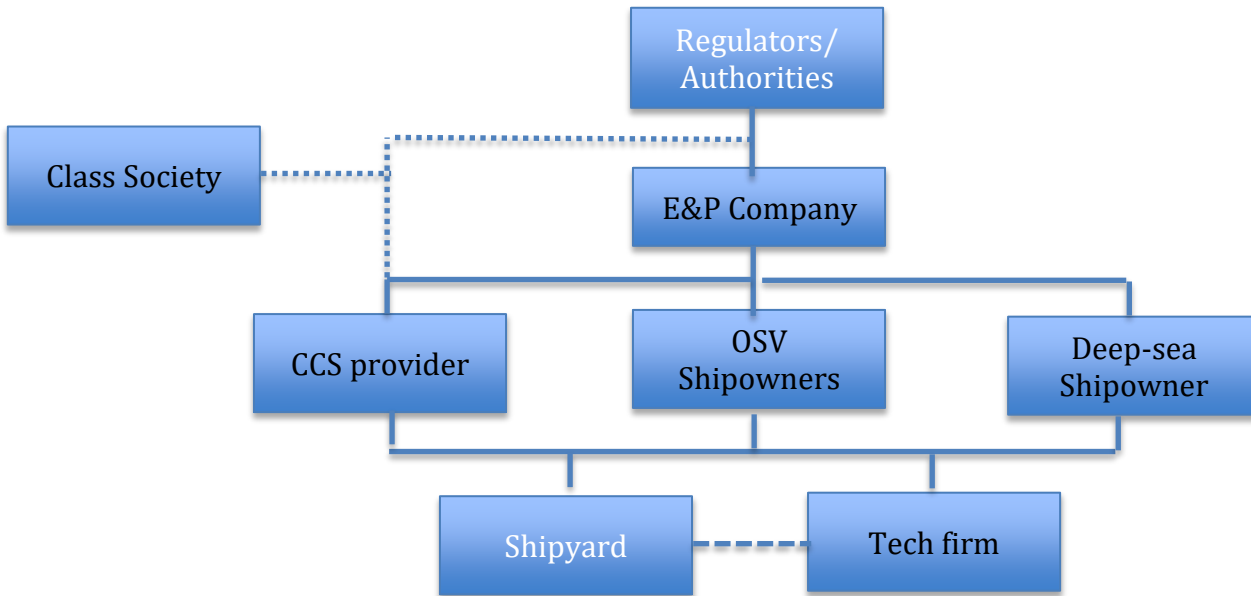 Regulators/
Authorities
Class Society
E&P Company
CCS provider
OSV
Shipowners
Deep-sea
Shipowner
Shipyard
Tech firm